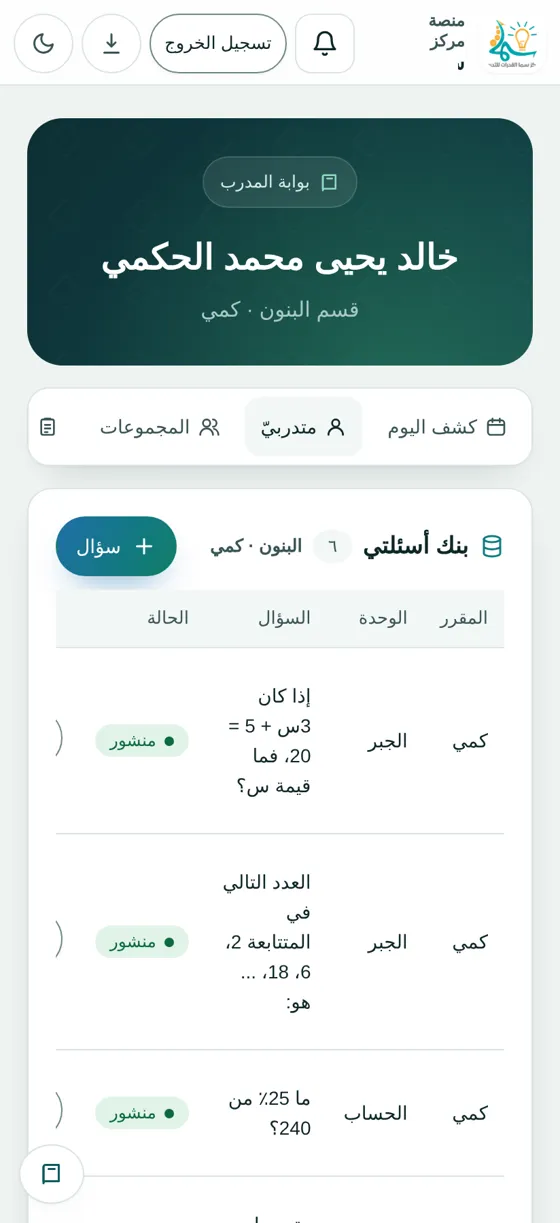 منصة
مركز
تسجيل الخروج
بوابة المدرب
خالد يحيى محمد الحكمي
قسم البنون · كمي
كشف اليوم
متدربيّ
المجموعات
بنك أسئلتي
٦
البنون · كمي
سؤال
المقرر الوحدة السؤال الحالة
كمي الجبر
إذا كان
3س + 5 =
20، فما
قيمة س؟
منشور
كمي الجبر
العدد التالي
في
المتتابعة 2،
6، 18، ...
هو:
منشور
كمي الحساب
ما 25٪ من
240؟
منشور